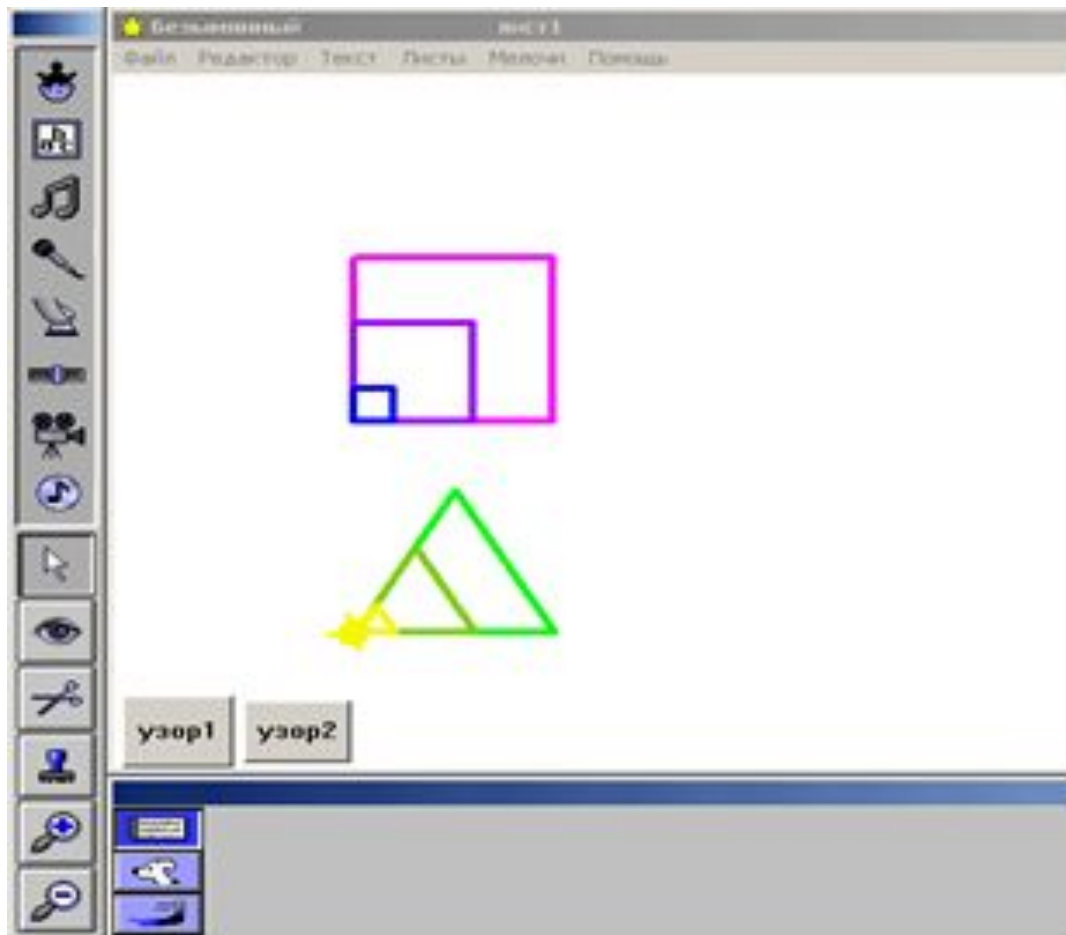 Безымянный лист1
Файл Редактор Текст Листы Мелочи Помощь
узор1 узор2